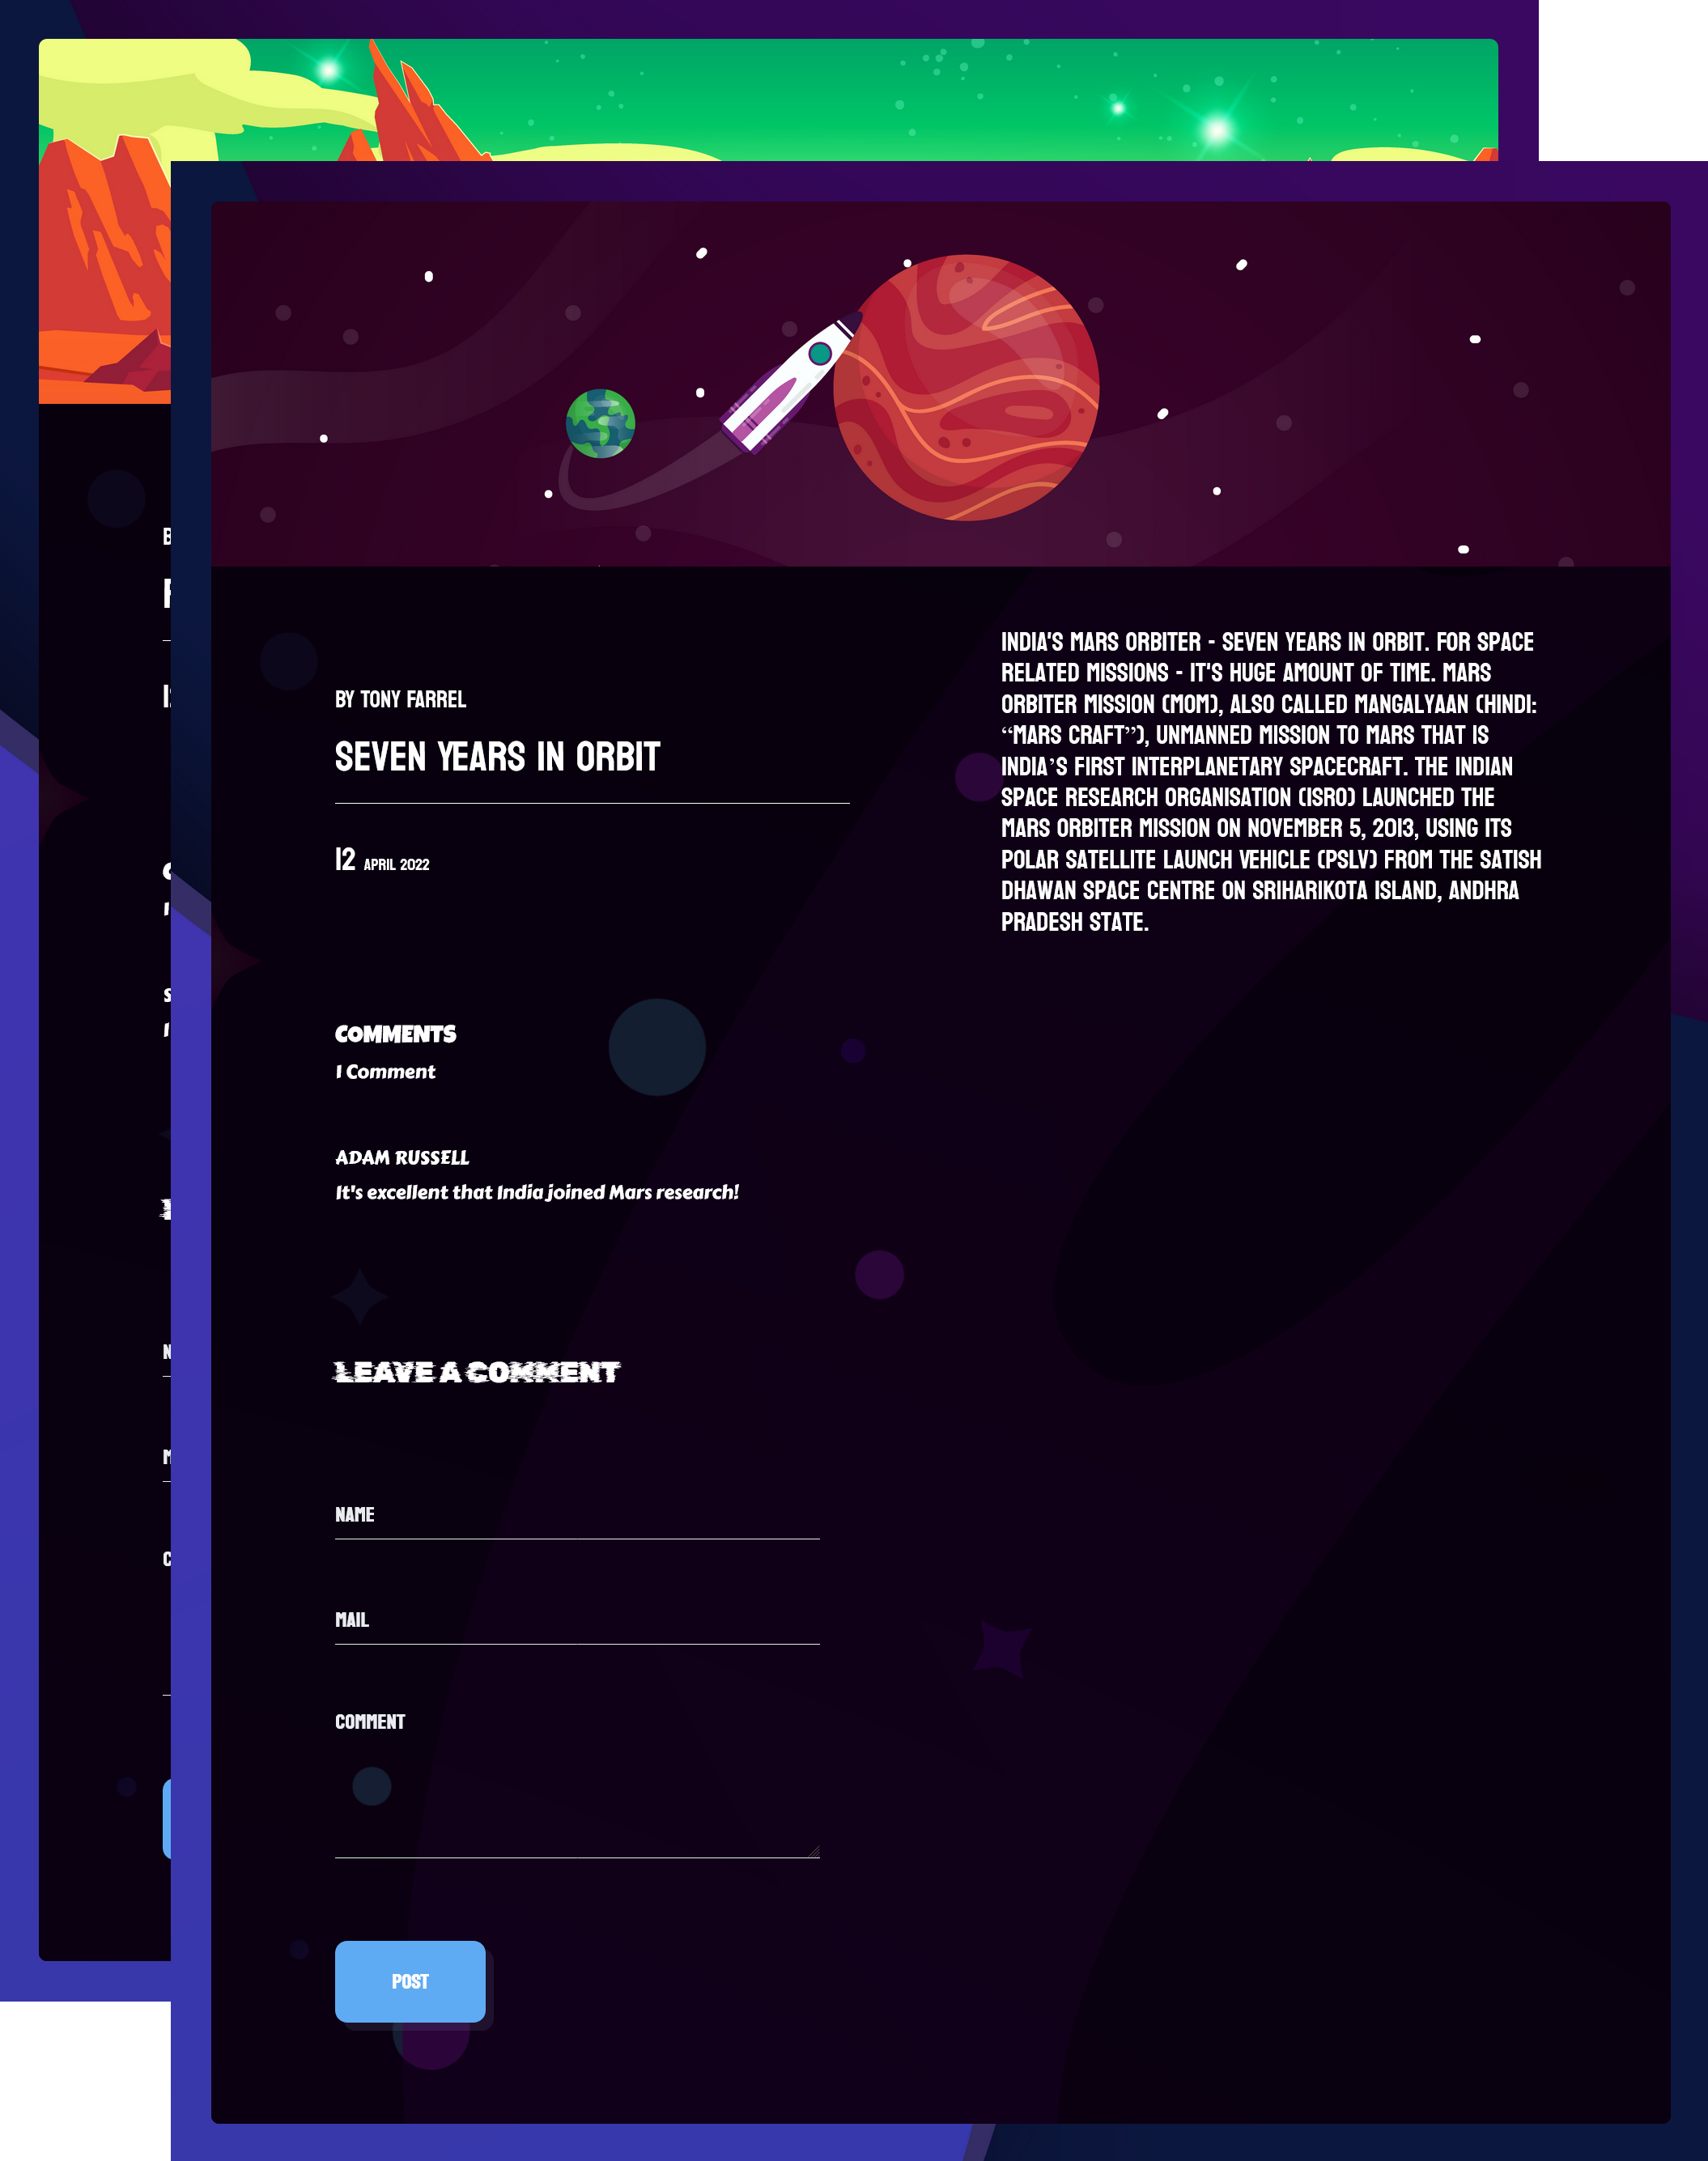 BY TONY FARREL
SEVEN YEARS IN ORBIT
12 APRIL 2022
INDIA'S MARS ORBITER - SEVEN YEARS IN ORBIT. FOR SPACE
RELATED MISSIONS - IT'S HUGE AMOUNT OF TIME. MARS
ORBITER MISSION (MOM), ALSO CALLED MANGALYAAN (HINDI:
“MARS CRAFT”), UNMANNED MISSION TO MARS THAT IS
INDIA’S FIRST INTERPLANETARY SPACECRAFT. THE INDIAN
SPACE RESEARCH ORGANISATION (ISRO) LAUNCHED THE
MARS ORBITER MISSION ON NOVEMBER 5, 2013, USING ITS
POLAR SATELLITE LAUNCH VEHICLE (PSLV) FROM THE SATISH
DHAWAN SPACE CENTRE ON SRIHARIKOTA ISLAND, ANDHRA
PRADESH STATE.
COMMENTS
1 Comment
ADAM RUSSELL
It's excellent that India joined Mars research!
LEAVE A COMMENT
NAME
MAIL
COMMENT
POST